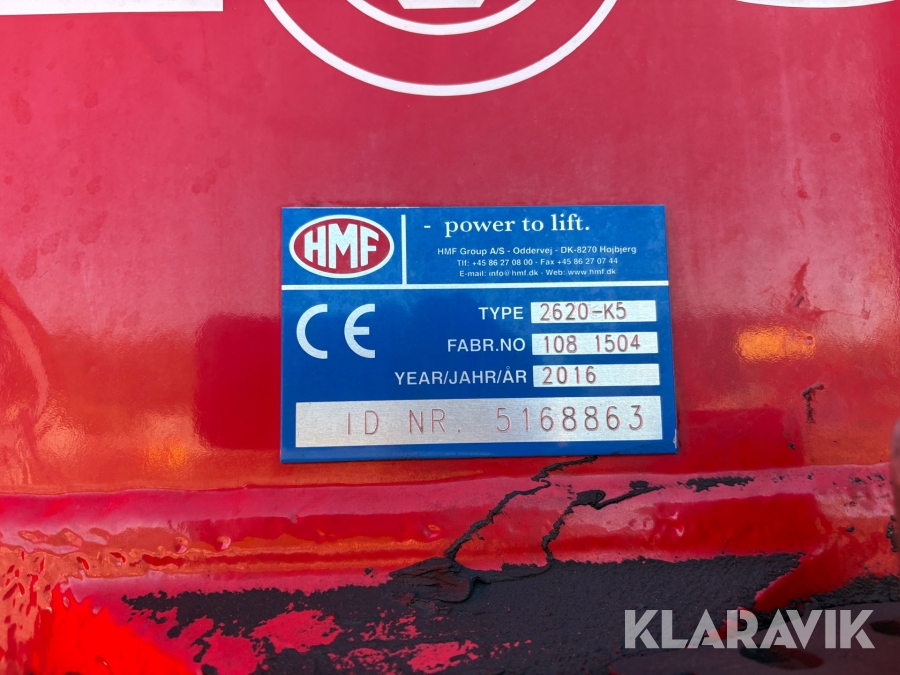 HMF
- power to lift.
HMF Group A/S - Oddervej - DK-8270 Højbjerg
Tlf: +45 86 27 08 00 - Fax +45 86 27 07 44
E-mail: info@hmf.dk - Web: www.hmf.dk
CE
TYPE 2620-K5
FABR.NO 108 1504
YEAR/JAHR/ÅR 2016
ID NR. 5168863
KLARAVIK